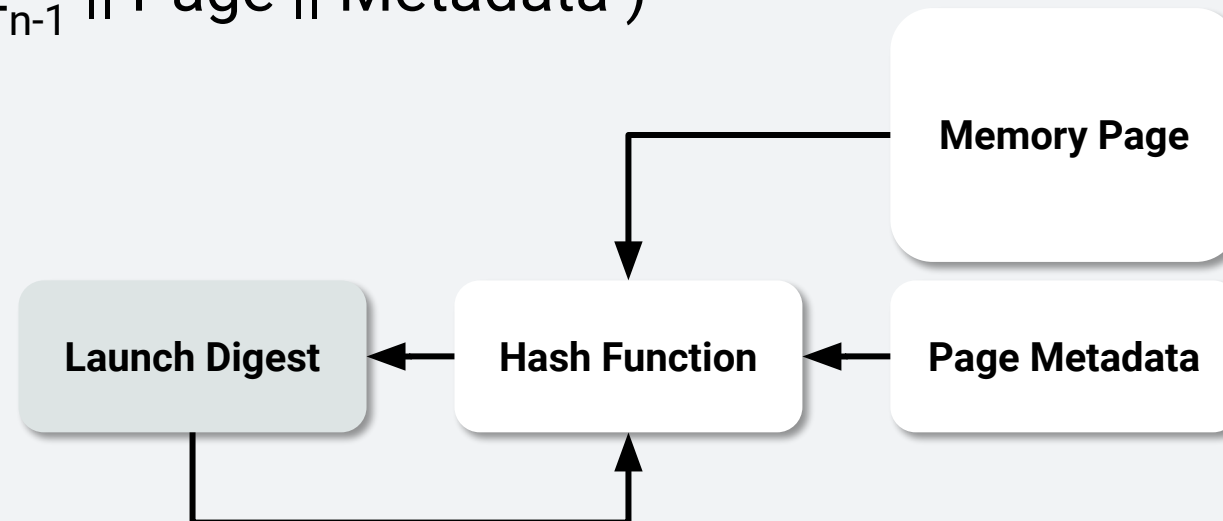 n-1 || Page || Metadata )
Memory Page
Launch Digest
Hash Function
Page Metadata